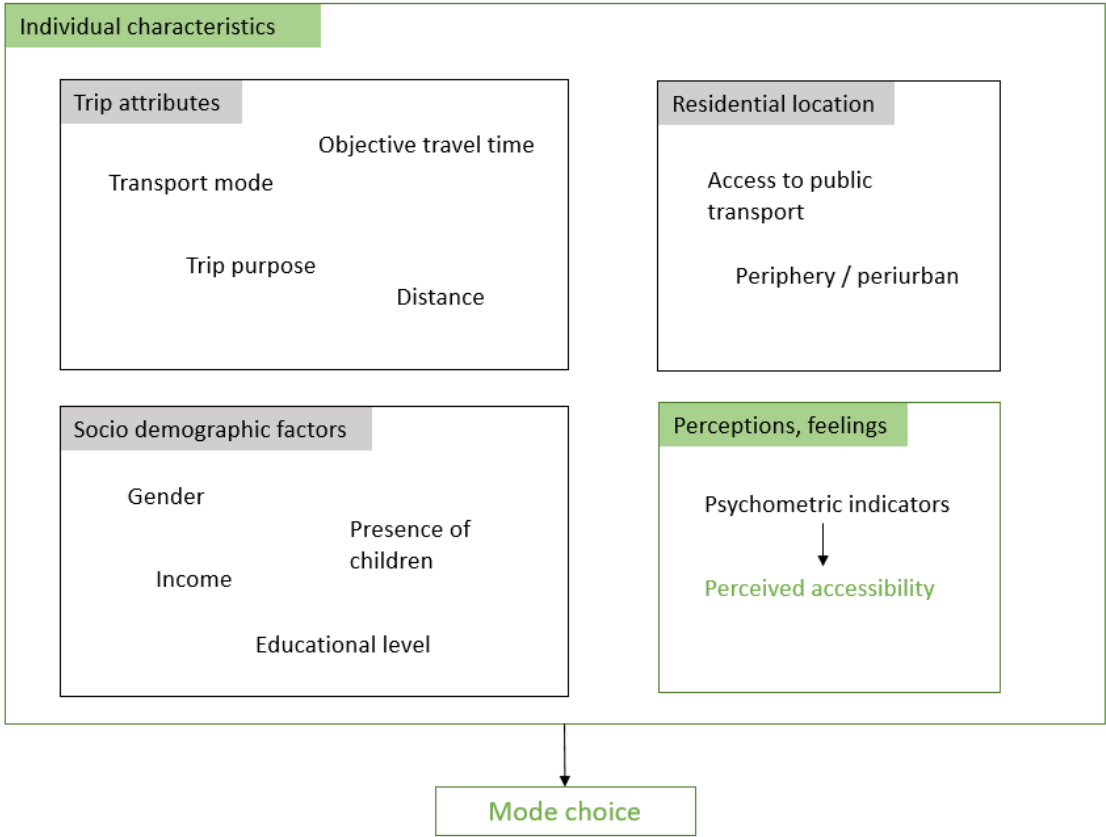 Individual characteristics
Trip attributes
Objective travel time
Transport mode
Trip purpose
Distance
Residential location
Access to public
transport
Periphery / periurban
Socio demographic factors
Gender
Presence of
children
Income
Educational level
Perceptions, feelings
Psychometric indicators
Perceived accessibility
Mode choice